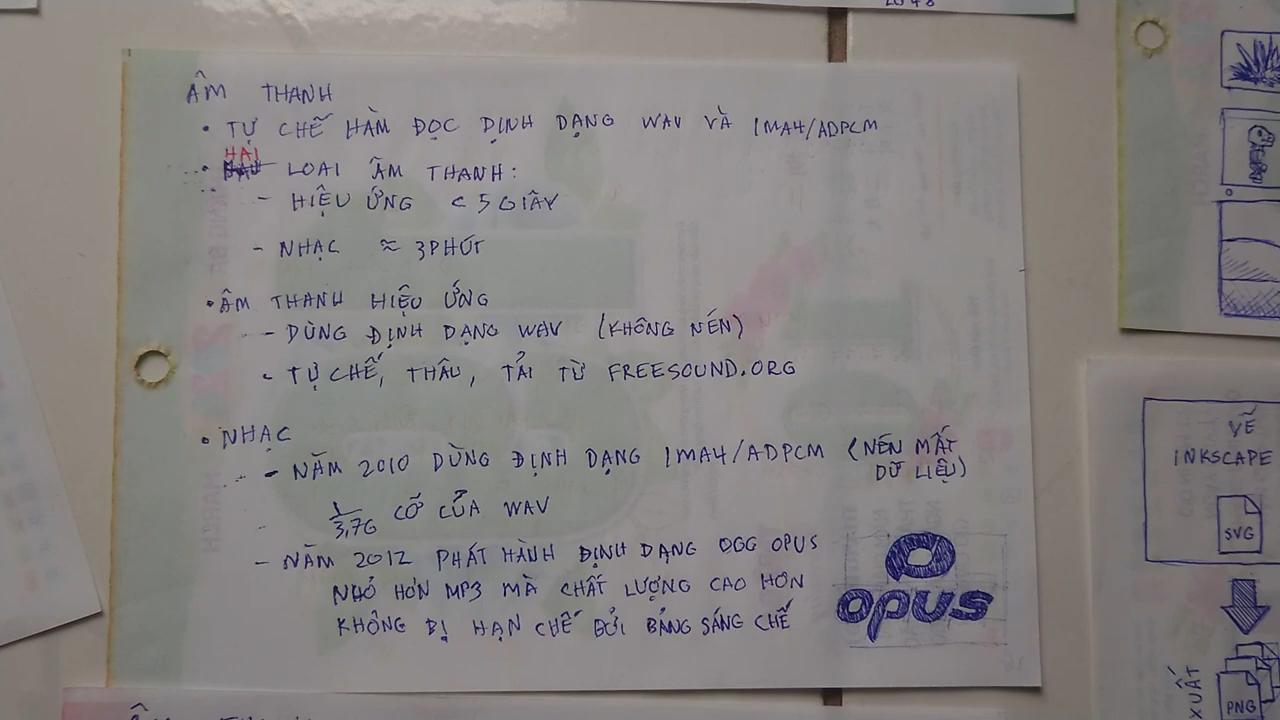 2048
ÂM THANH
• TỰ CHẾ HÀM ĐỌC ĐỊNH DẠNG WAV VÀ IMA4/ADPCM
HAI
• LOẠI ÂM THANH:
- HIỆU ỨNG < 5 GIÂY
- NHẠC ≈ 3 PHÚT
• ÂM THANH HIỆU ỨNG
- DÙNG ĐỊNH DẠNG WAV (KHÔNG NÉN)
- TỰ CHẾ, THÂU, TẢI TỪ FREESOUND.ORG
• NHẠC
- NĂM 2010 DÙNG ĐỊNH DẠNG IMA4/ADPCM (NÉN MẤT
DỮ LIỆU)
1/3,76 CỠ CỦA WAV
- NĂM 2012 PHÁT HÀNH ĐỊNH DẠNG OGG OPUS
NHỎ HƠN MP3 MÀ CHẤT LƯỢNG CAO HƠN
KHÔNG BỊ HẠN CHẾ BỞI BẢNG SÁNG CHẾ
opus
VẼ
INKSCAPE
SVG
XUẤT
PNG